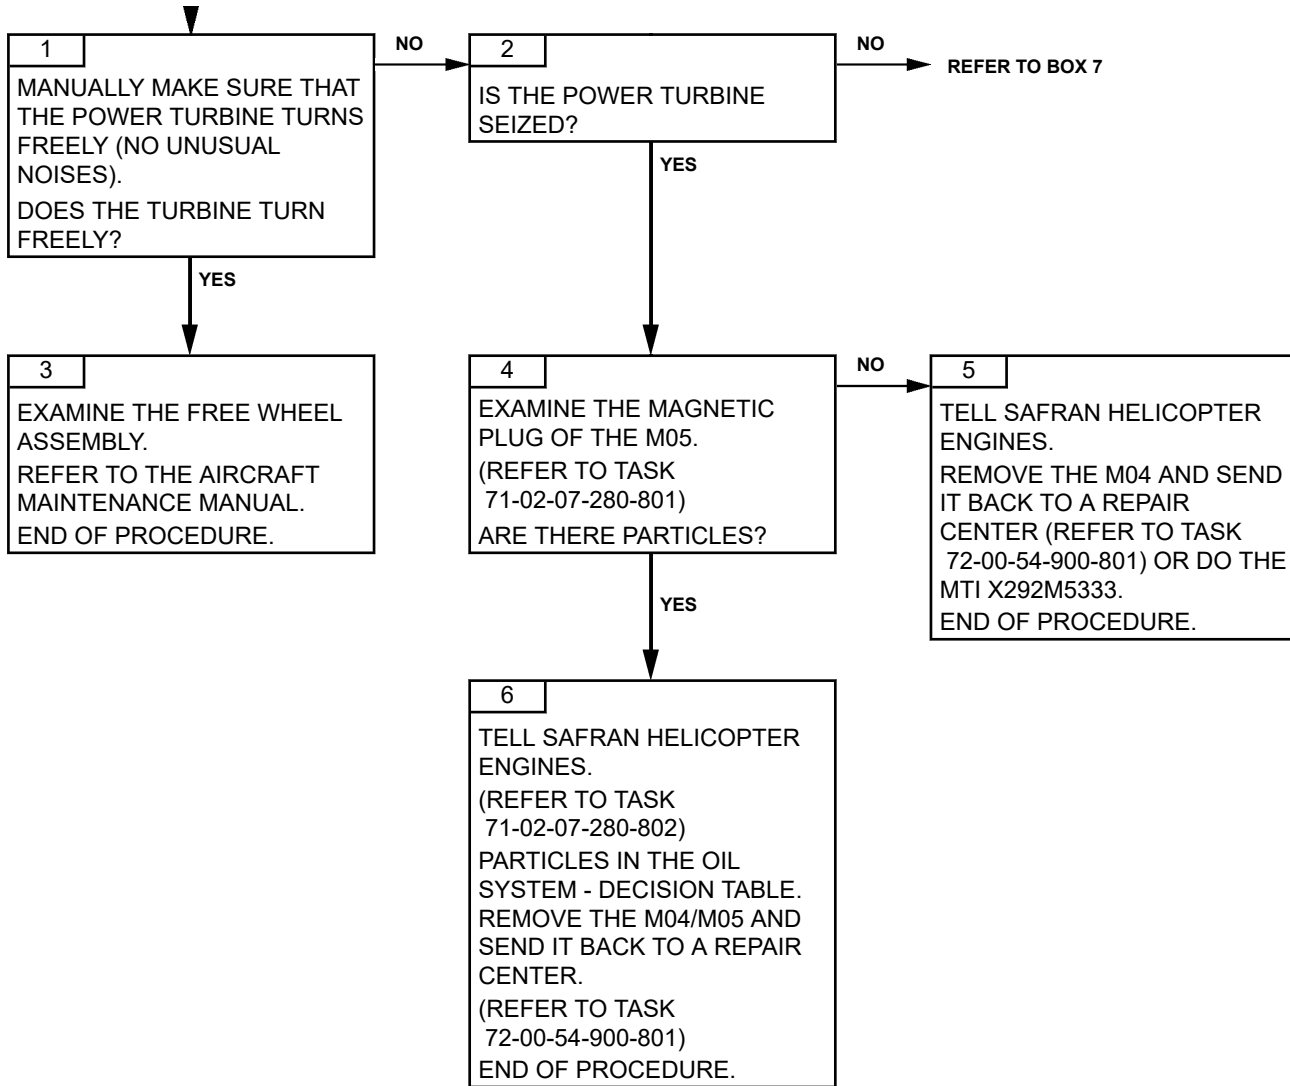 1
MANUALLY MAKE SURE THAT
THE POWER TURBINE TURNS
FREELY (NO UNUSUAL
NOISES).
DOES THE TURBINE TURN
FREELY?
NO
2
IS THE POWER TURBINE
SEIZED?
NO
REFER TO BOX 7
YES
YES
3
EXAMINE THE FREE WHEEL
ASSEMBLY.
REFER TO THE AIRCRAFT
MAINTENANCE MANUAL.
END OF PROCEDURE.
4
EXAMINE THE MAGNETIC
PLUG OF THE M05.
(REFER TO TASK
71-02-07-280-801)
ARE THERE PARTICLES?
NO
5
TELL SAFRAN HELICOPTER
ENGINES.
REMOVE THE M04 AND SEND
IT BACK TO A REPAIR
CENTER (REFER TO TASK
72-00-54-900-801) OR DO THE
MTI X292M5333.
END OF PROCEDURE.
YES
6
TELL SAFRAN HELICOPTER
ENGINES.
(REFER TO TASK
71-02-07-280-802)
PARTICLES IN THE OIL
SYSTEM - DECISION TABLE.
REMOVE THE M04/M05 AND
SEND IT BACK TO A REPAIR
CENTER.
(REFER TO TASK
72-00-54-900-801)
END OF PROCEDURE.